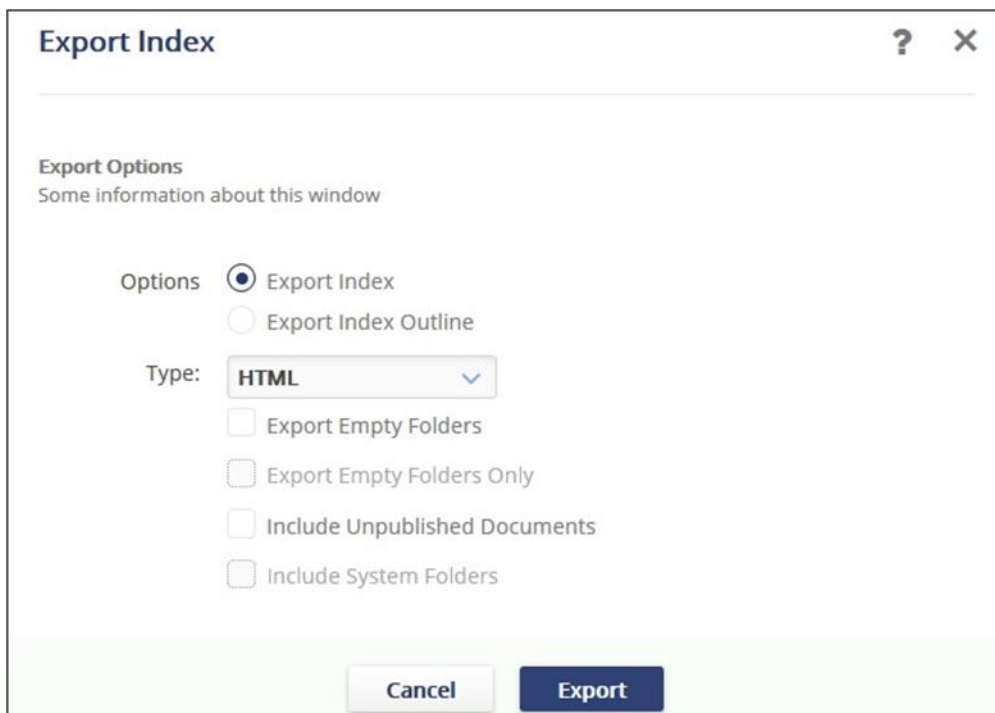 Export Index ?
Export Options
Some information about this window
Options Export Index
Export Index Outline
Type: HTML
Export Empty Folders
Export Empty Folders Only
Include Unpublished Documents
Include System Folders
Cancel Export